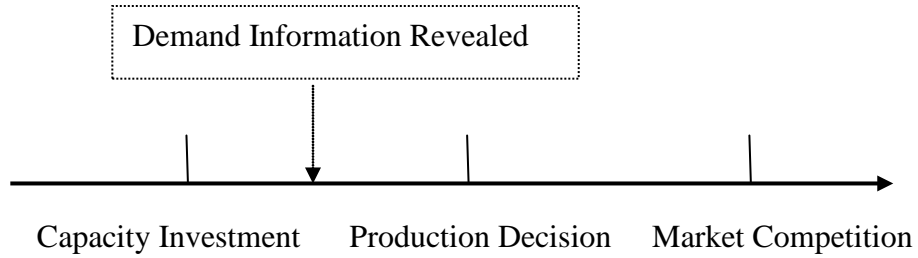 Demand Information Revealed
Capacity Investment Production Decision Market Competition